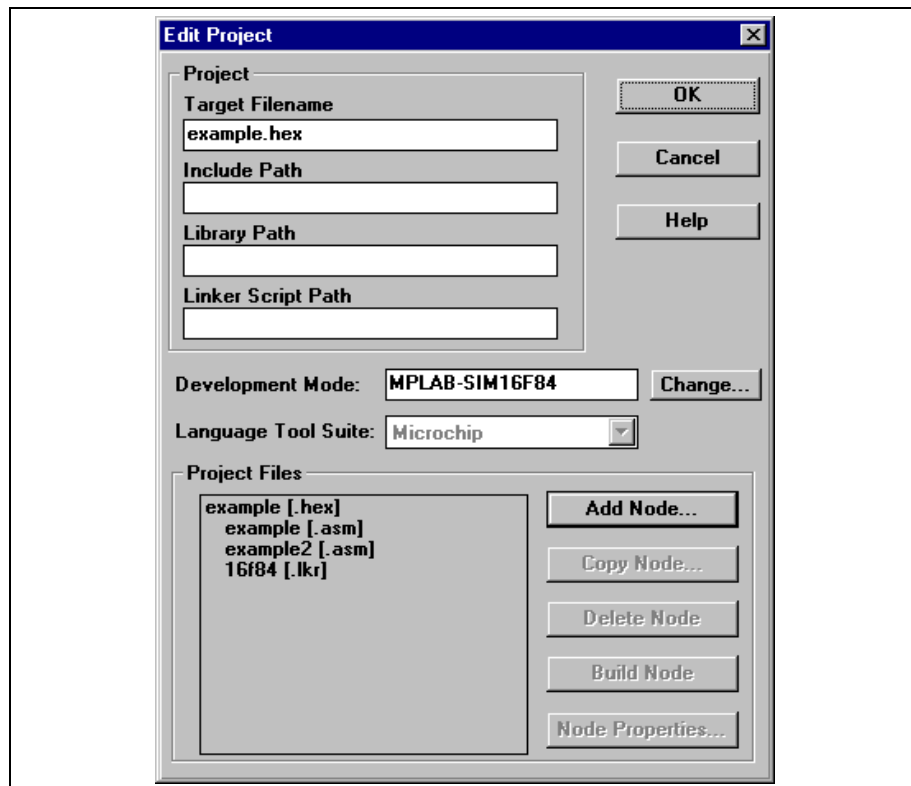 Edit Project
Project
Target Filename
example.hex
Include Path
Library Path
Linker Script Path
OK
Cancel
Help
Development Mode: MPLAB-SIM16F84 Change...
Language Tool Suite: Microchip
Project Files
example [.hex]
example [.asm]
example2 [.asm]
16f84 [.lkr]
Add Node...
Copy Node...
Delete Node
Build Node
Node Properties...